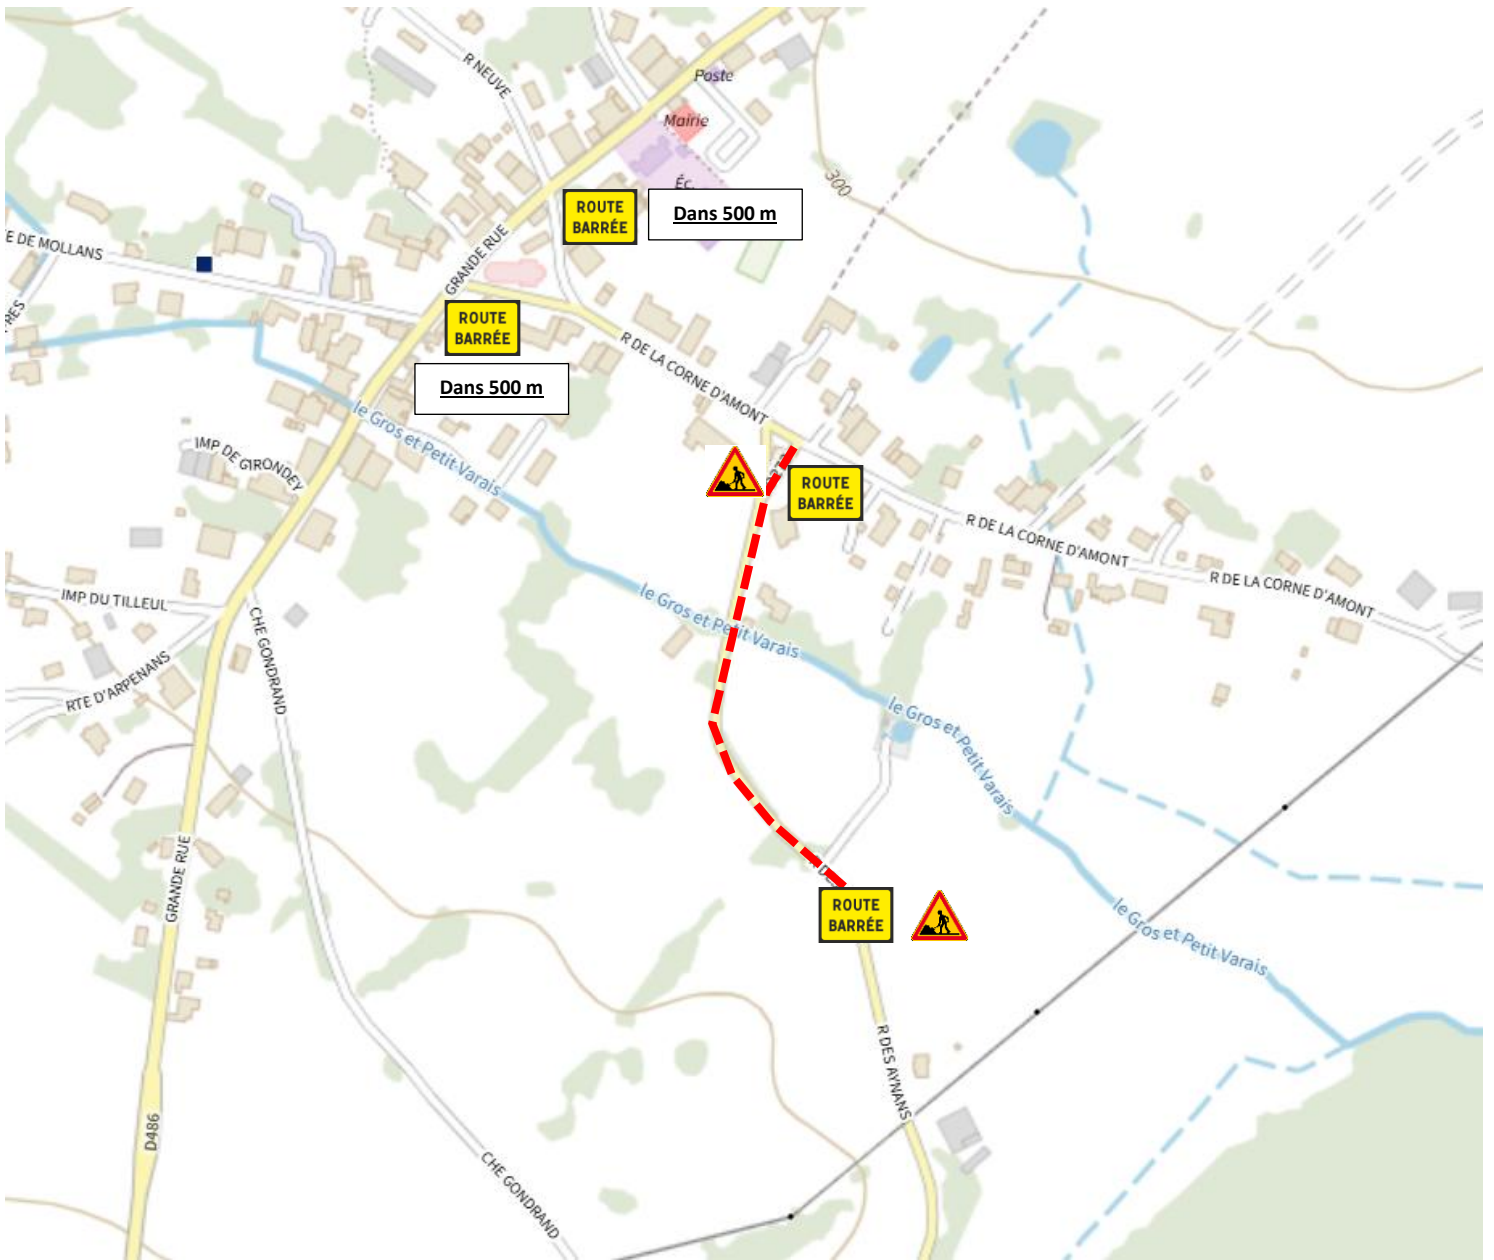 Poste
R NEUVE
Mairie
300
Éc.
ROUTE
BARRÉE
Dans 500 m
E DE MOLLANS
GRANDE RUE
RES
ROUTE
BARRÉE
Dans 500 m
R DE LA CORNE D'AMONT
le Gros et Petit Varais
IMP DE GIRONDEY
ROUTE
BARRÉE
R DE LA CORNE D'AMONT
R DE LA CORNE D'AMONT
IMP DU TILLEUL
CHE GONDRAND
le Gros et Petit Varais
RTE D'ARPENANS
le Gros et Petit Varais
GRANDE RUE
ROUTE
BARRÉE
le Gros et Petit Varais
R DES AYNANS
D486
CHE GONDRAND